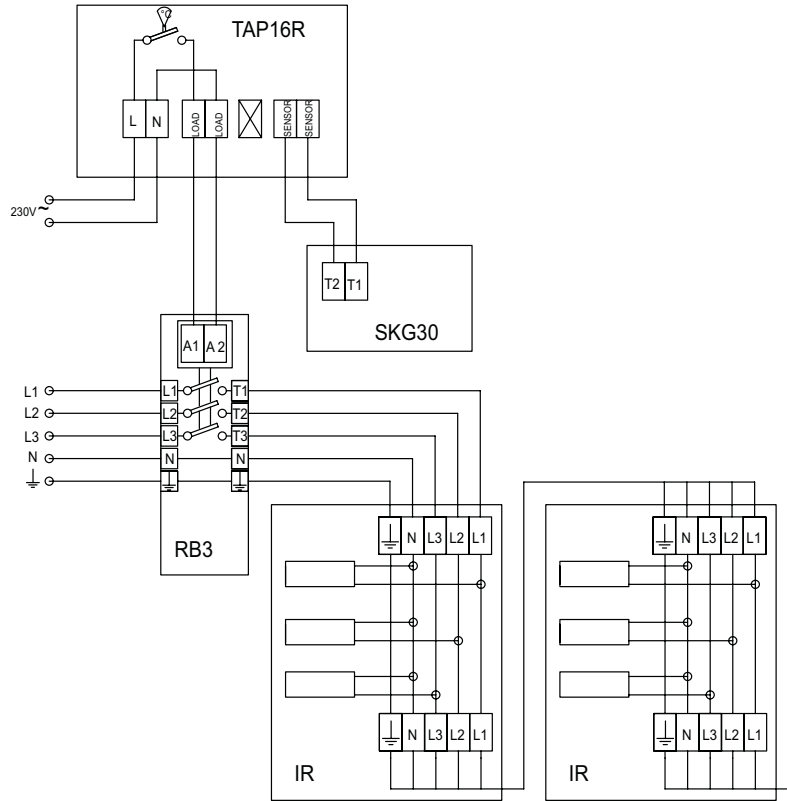 °C
TAP16R
L N LOAD LOAD SENSOR SENSOR
230V~
T2 T1
SKG30
A1 A2
L1 L1 T1
L2 L2 T2
L3 L3 T3
N N N
RB3
N L3 L2 L1
N L3 L2 L1
N L3 L2 L1
N L3 L2 L1
IR
IR